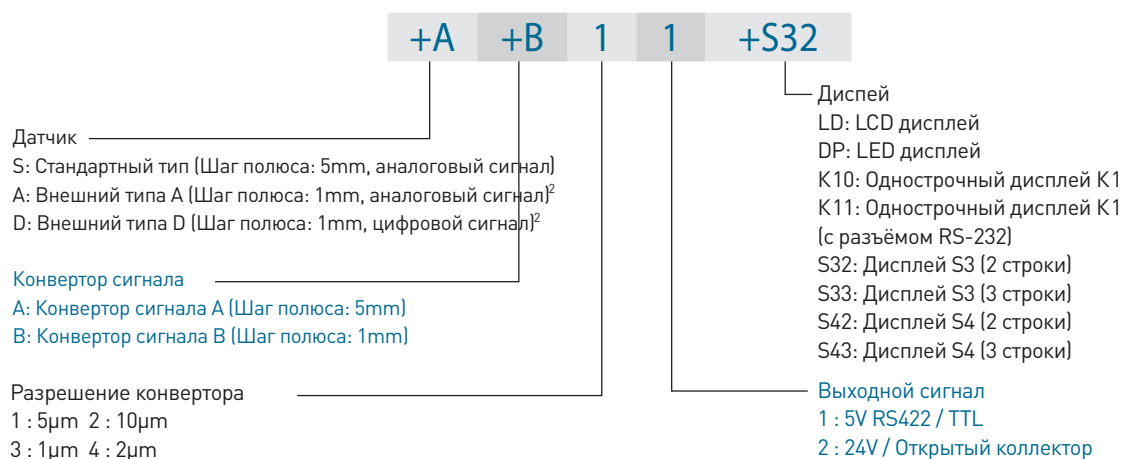 +A +B 1 1 +S32
Датчик
S: Стандартный тип (Шаг полюса: 5mm, аналоговый сигнал)
A: Внешний типа A (Шаг полюса: 1mm, аналоговый сигнал)²
D: Внешний типа D (Шаг полюса: 1mm, цифровой сигнал)²
Конвертор сигнала
A: Конвертор сигнала A (Шаг полюса: 5mm)
B: Конвертор сигнала B (Шаг полюса: 1mm)
Разрешение конвертора
1 : 5µm 2 : 10µm
3 : 1µm 4 : 2µm
Диспей
LD: LCD дисплей
DP: LED дисплей
K10: Однострочный дисплей K1
K11: Однострочный дисплей K1
(с разъёмом RS-232)
S32: Дисплей S3 (2 строки)
S33: Дисплей S3 (3 строки)
S42: Дисплей S4 (2 строки)
S43: Дисплей S4 (3 строки)
Выходной сигнал
1 : 5V RS422 / TTL
2 : 24V / Открытый коллектор